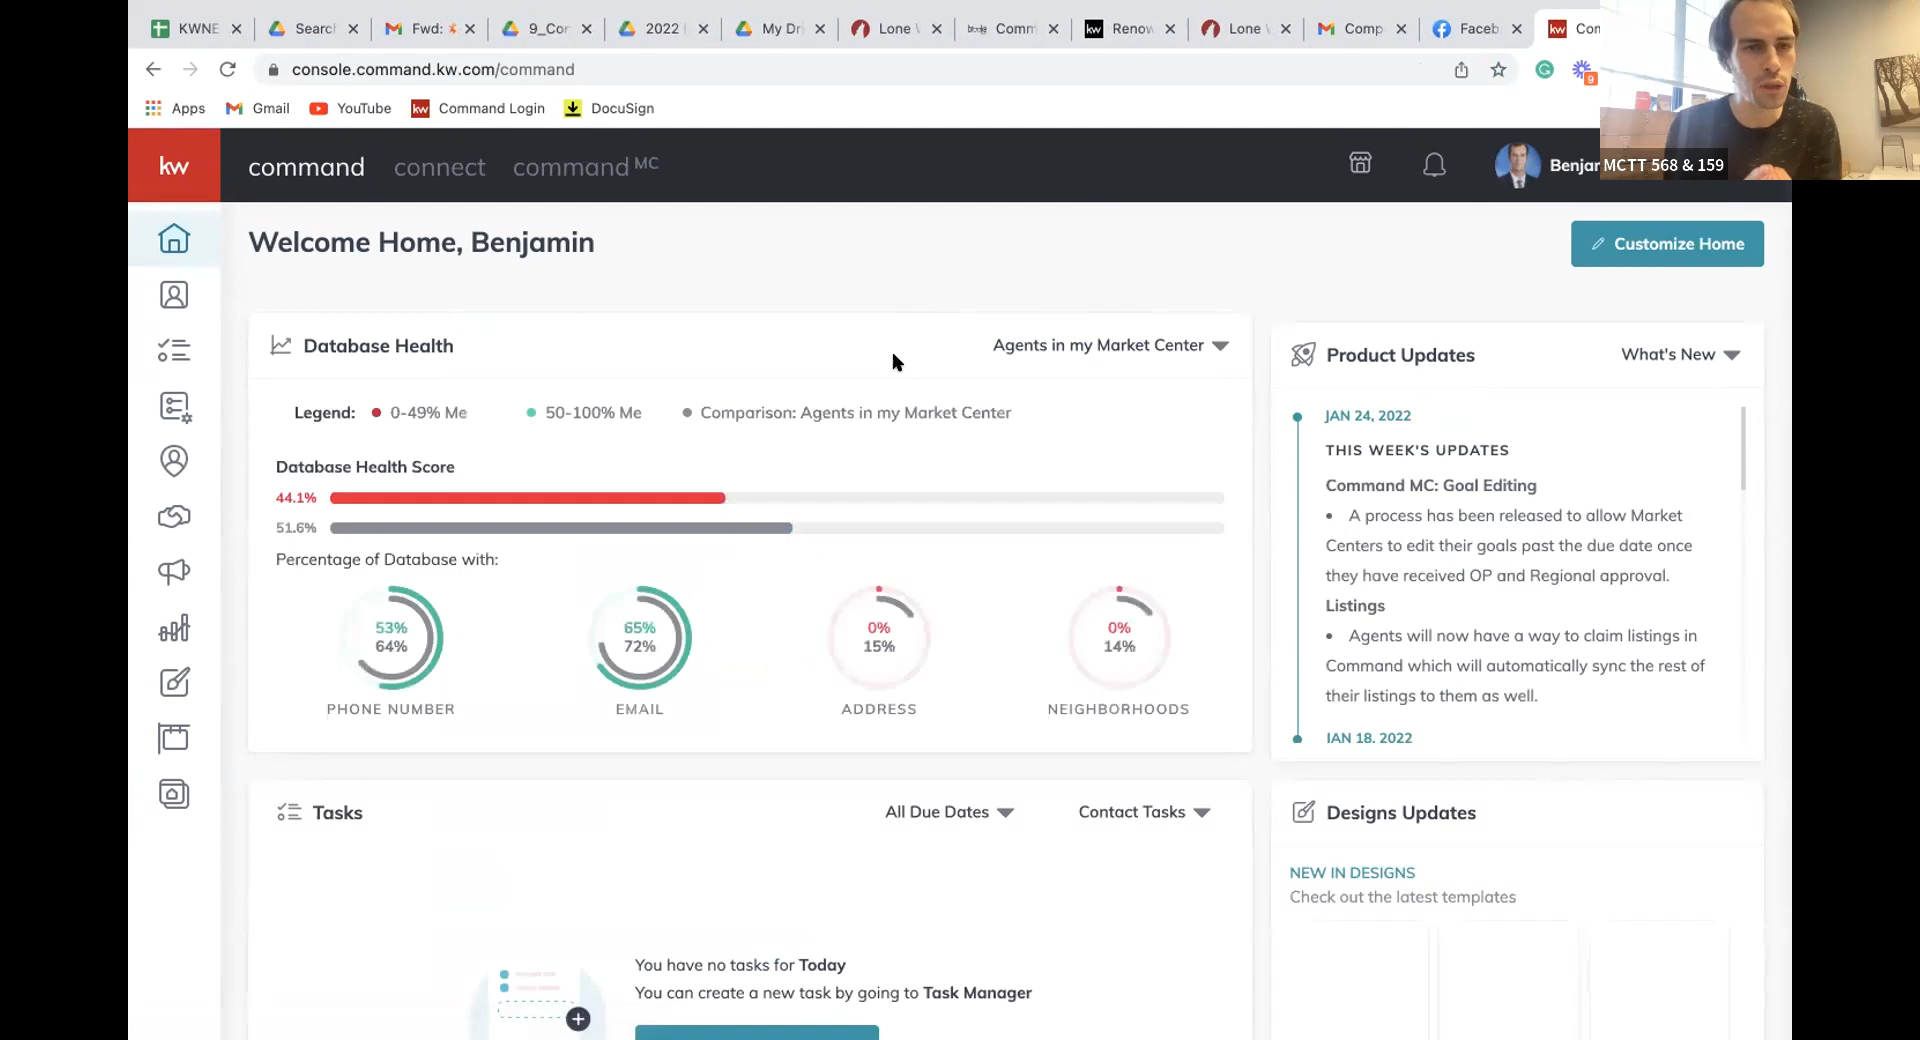 KWNE
Searc
Fwd:
9_Cor
2022
My Dri
Lone
Comm
Renov
Lone
Comp
Faceb
Con
console.command.kw.com/command
9
Apps
Gmail
YouTube
kw Command Login
DocuSign
kw
command
connect
command MC
Benjar
MCTT 568 & 159
Welcome Home, Benjamin
Customize Home
Database Health
Agents in my Market Center
Legend:
0-49% Me
50-100% Me
Comparison: Agents in my Market Center
Database Health Score
44.1%
51.6%
Percentage of Database with:
53%
64%
PHONE NUMBER
65%
72%
EMAIL
0%
15%
ADDRESS
0%
14%
NEIGHBORHOODS
Product Updates
What's New
JAN 24, 2022
THIS WEEK'S UPDATES
Command MC: Goal Editing
• A process has been released to allow Market
Centers to edit their goals past the due date once
they have received OP and Regional approval.
Listings
• Agents will now have a way to claim listings in
Command which will automatically sync the rest of
their listings to them as well.
JAN 18, 2022
Tasks
All Due Dates
Contact Tasks
You have no tasks for Today
You can create a new task by going to Task Manager
Designs Updates
NEW IN DESIGNS
Check out the latest templates